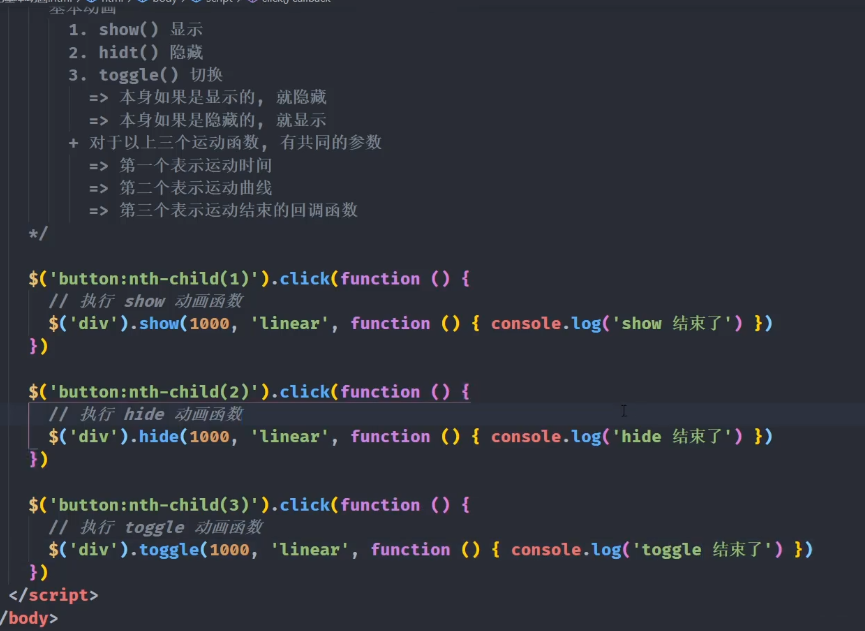 基本动画
1. show() 显示
2. hidt() 隐藏
3. toggle() 切换
=> 本身如果是显示的, 就隐藏
=> 本身如果是隐藏的, 就显示
+ 对于以上三个运动函数, 有共同的参数
=> 第一个表示运动时间
=> 第二个表示运动曲线
=> 第三个表示运动结束的回调函数
*/
$('button:nth-child(1)').click(function () {
// 执行 show 动画函数
$('div').show(1000, 'linear', function () { console.log('show 结束了') })
})
$('button:nth-child(2)').click(function () {
// 执行 hide 动画函数
$('div').hide(1000, 'linear', function () { console.log('hide 结束了') })
})
$('button:nth-child(3)').click(function () {
// 执行 toggle 动画函数
$('div').toggle(1000, 'linear', function () { console.log('toggle 结束了') })
})
</script>
/body>